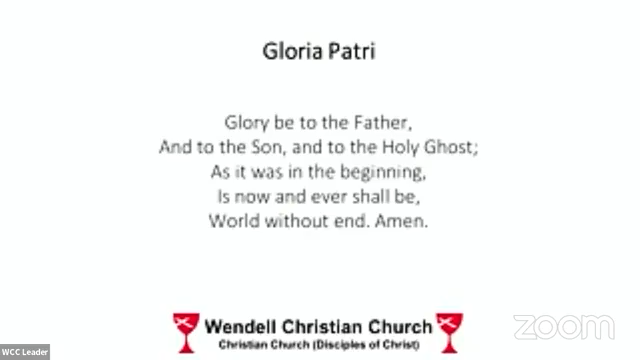 Gloria Patri
Glory be to the Father,
And to the Son, and to the Holy Ghost;
As it was in the beginning,
Is now and ever shall be,
World without end. Amen.
Wendell Christian Church
Christian Church (Disciples of Christ)
WCC Leader
zoom